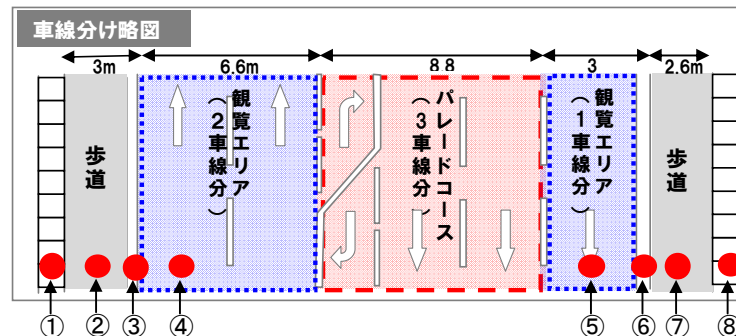 車線分け略図
3m
6.6m
8.8
3
2.6m
歩道
観覧エリア
（２車線分）
パレードコース
（３車線分）
観覧エリア
（１車線分）
歩道
①
②
③
④
⑤
⑥
⑦
⑧